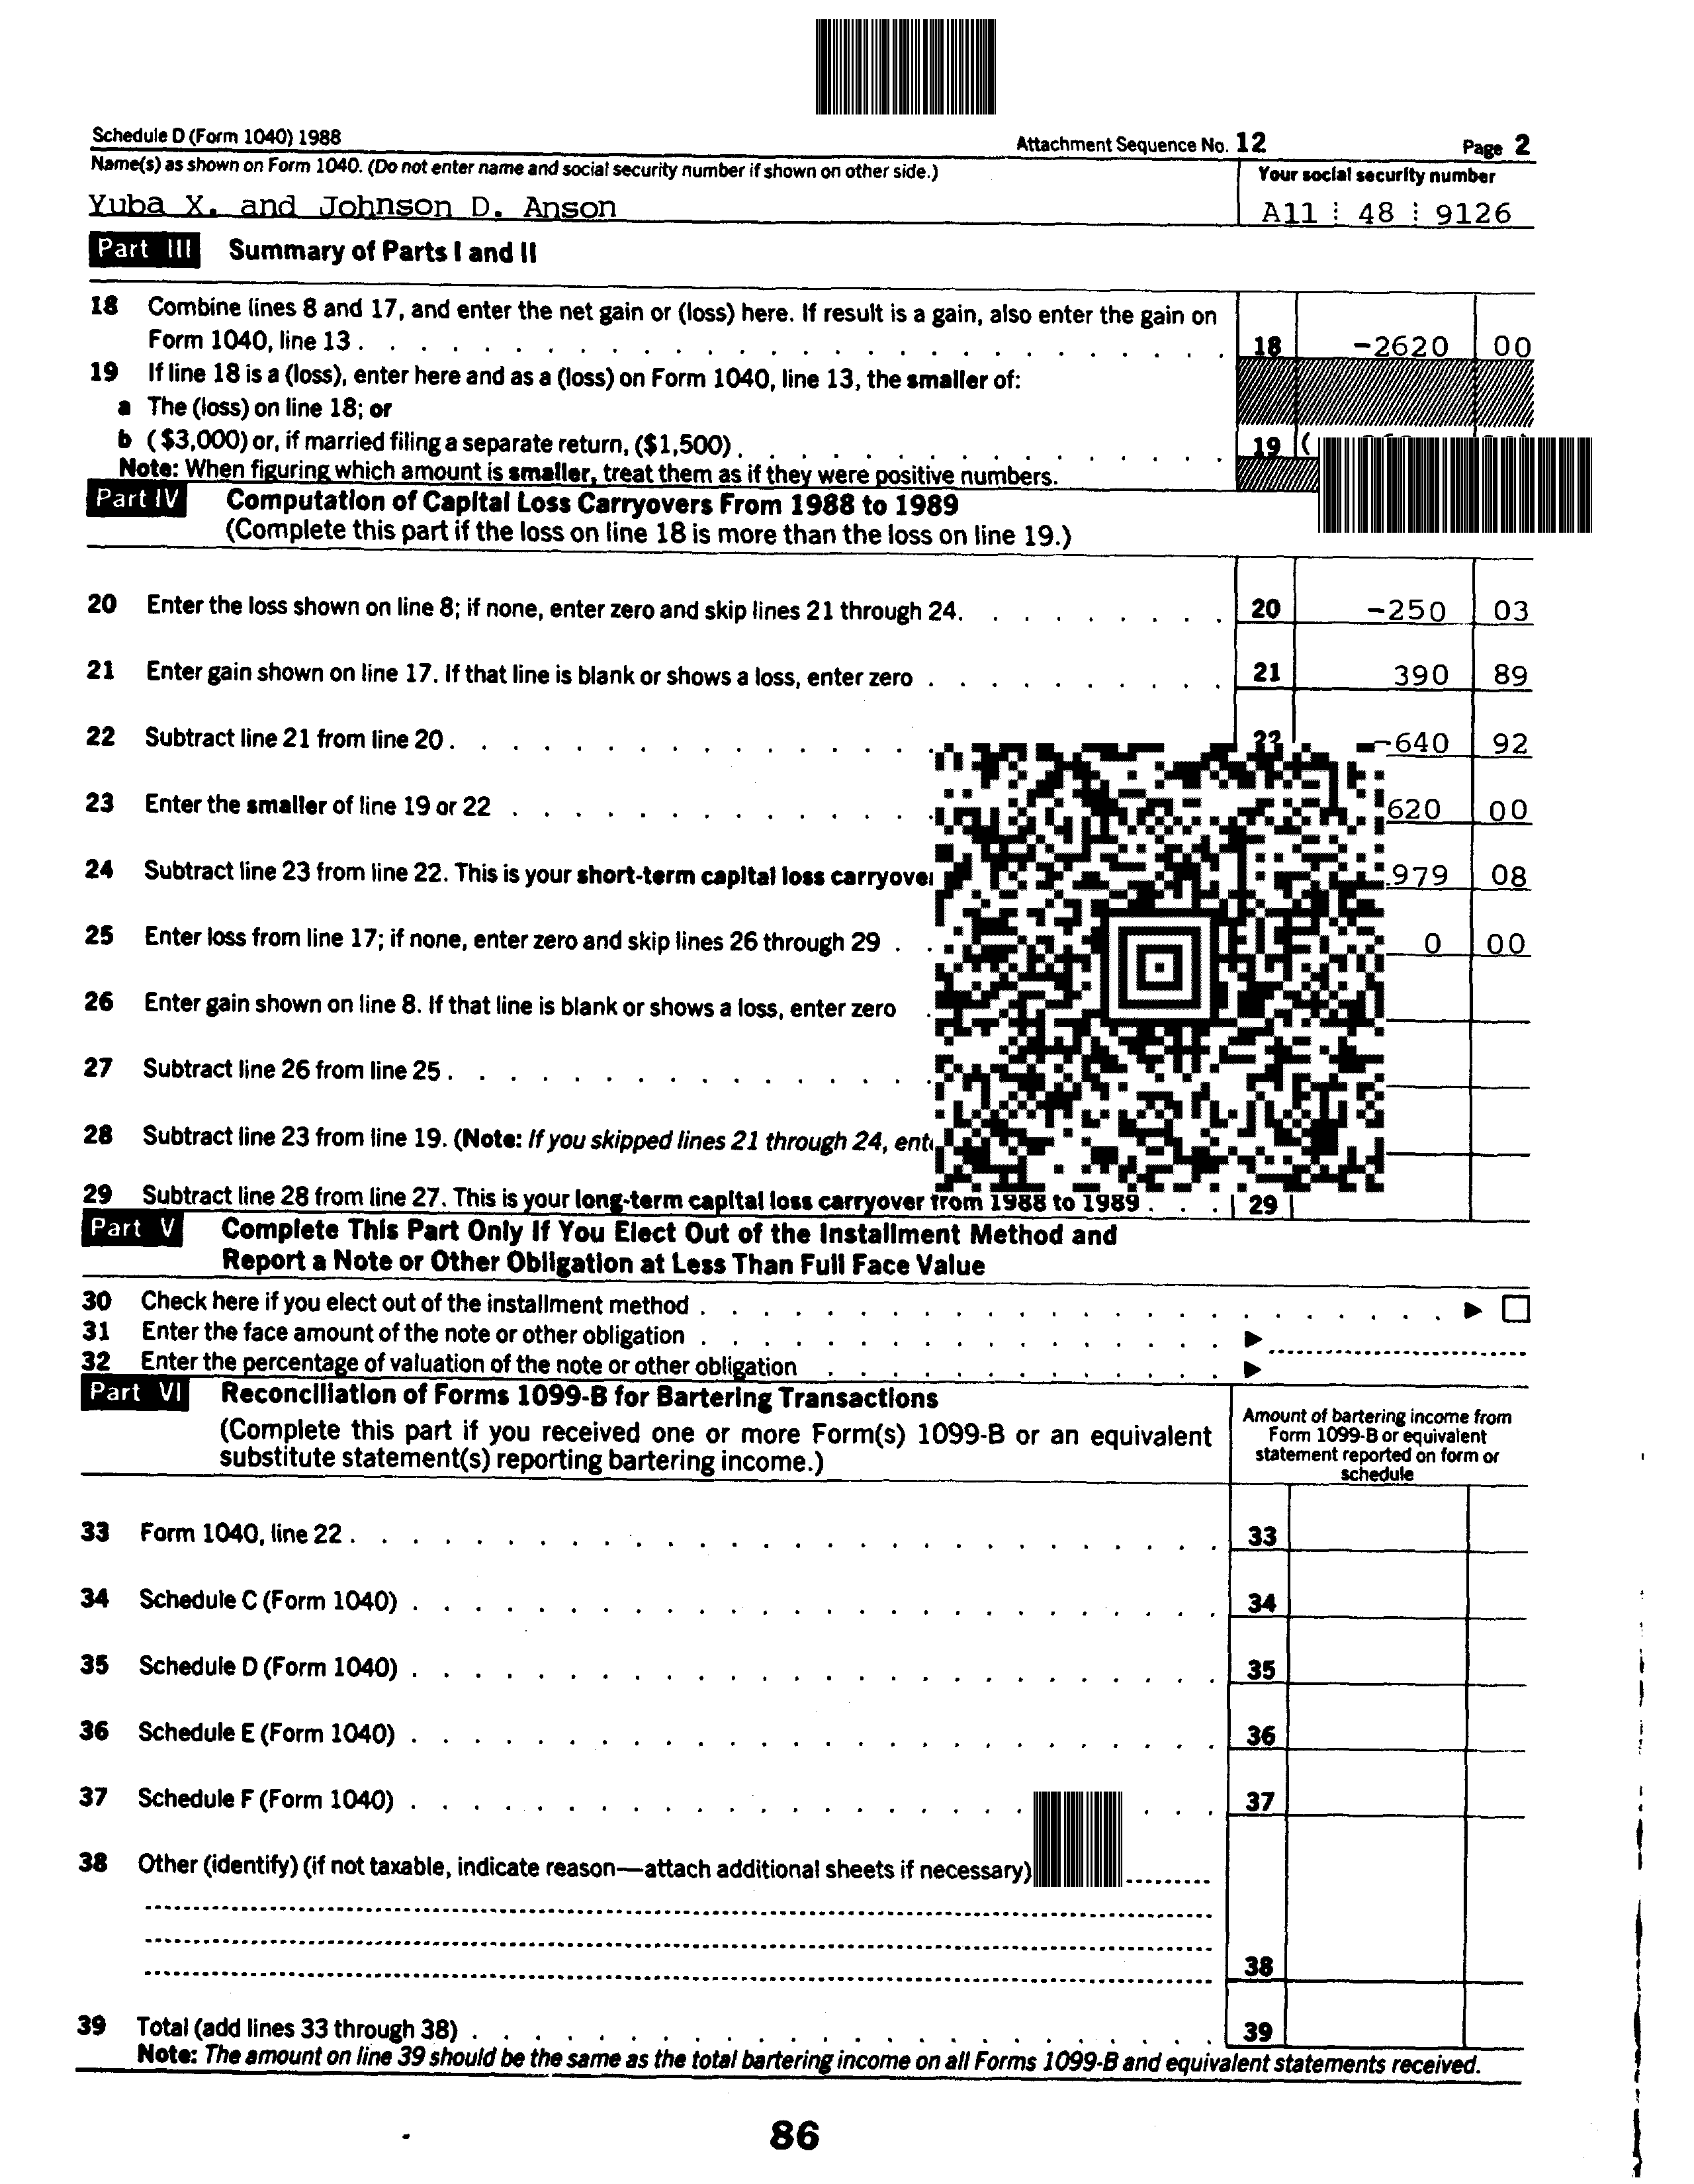 Schedule D (Form 1040) 1988 Attachment Sequence No. 12 Page 2
Name(s) as shown on Form 1040. (Do not enter name and social security number if shown on other side.) Your social security number
Yuba X. and Johnson D. Anson A11 48 9126
Part III Summary of Parts I and II
18 Combine lines 8 and 17, and enter the net gain or (loss) here. If result is a gain, also enter the gain on
Form 1040, line 13 18 -2620 00
19 If line 18 is a (loss), enter here and as a (loss) on Form 1040, line 13, the smaller of:
a The (loss) on line 18; or
b ($3,000) or, if married filing a separate return, ($1,500) 19 (
Note: When figuring which amount is smaller, treat them as if they were positive numbers.
Part IV Computation of Capital Loss Carryovers From 1988 to 1989
(Complete this part if the loss on line 18 is more than the loss on line 19.)
20 Enter the loss shown on line 8; if none, enter zero and skip lines 21 through 24. 20 -250 03
21 Enter gain shown on line 17. If that line is blank or shows a loss, enter zero 21 390 89
22 Subtract line 21 from line 20 22 -640 92
23 Enter the smaller of line 19 or 22 620 00
24 Subtract line 23 from line 22. This is your short-term capital loss 979 08
25 Enter loss from line 17; if none, enter zero and skip lines 26 through 29 0 00
26 Enter gain shown on line 8. If that line is blank or shows a loss, enter zero
27 Subtract line 26 from line 25
28 Subtract line 23 from line 19. (Note: If you skipped lines 21 through 24,
29 Subtract line 28 from line 27. This is your long-term capital loss carryover from 1988 to 1989 29
Part V Complete This Part Only If You Elect Out of the Installment Method and
Report a Note or Other Obligation at Less Than Full Face Value
30 Check here if you elect out of the installment method
31 Enter the face amount of the note or other obligation
32 Enter the percentage of valuation of the note or other obligation
Part VI Reconciliation of Forms 1099-B for Bartering Transactions
(Complete this part if you received one or more Form(s) 1099-B or an equivalent
substitute statement(s) reporting bartering income.)
Amount of bartering income from
Form 1099-B or equivalent
statement reported on form or
schedule
33 Form 1040, line 22 33
34 Schedule C (Form 1040) 34
35 Schedule D (Form 1040) 35
36 Schedule E (Form 1040) 36
37 Schedule F (Form 1040) 37
38 Other (identify) (if not taxable, indicate reason—attach additional sheets if necessary)
38
39 Total (add lines 33 through 38) 39
Note: The amount on line 39 should be the same as the total bartering income on all Forms 1099-B and equivalent statements received.
86